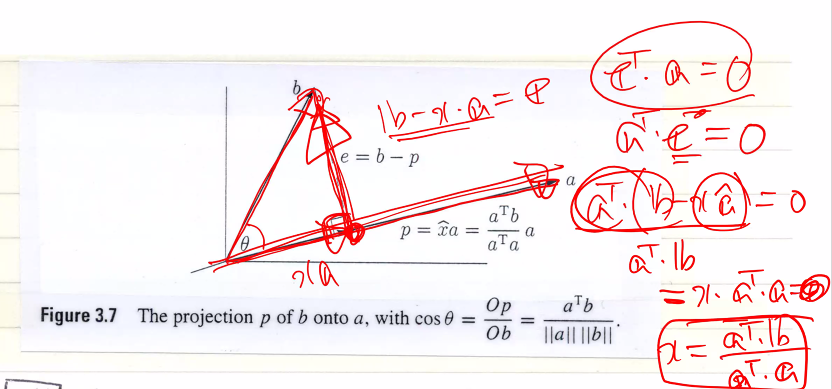 b
e = b − p
a
θ
p = x̂a = aᵀb / aᵀa a
xa
b − x · a = e
eᵀ · a = 0
aᵀ · e = 0
aᵀ · (b − x â) = 0
aᵀ · b
= x · aᵀ · a
x = aᵀ · b / aᵀ · a
Figure 3.7 The projection p of b onto a, with cos θ = Op / Ob = aᵀb / ||a|| ||b|| .